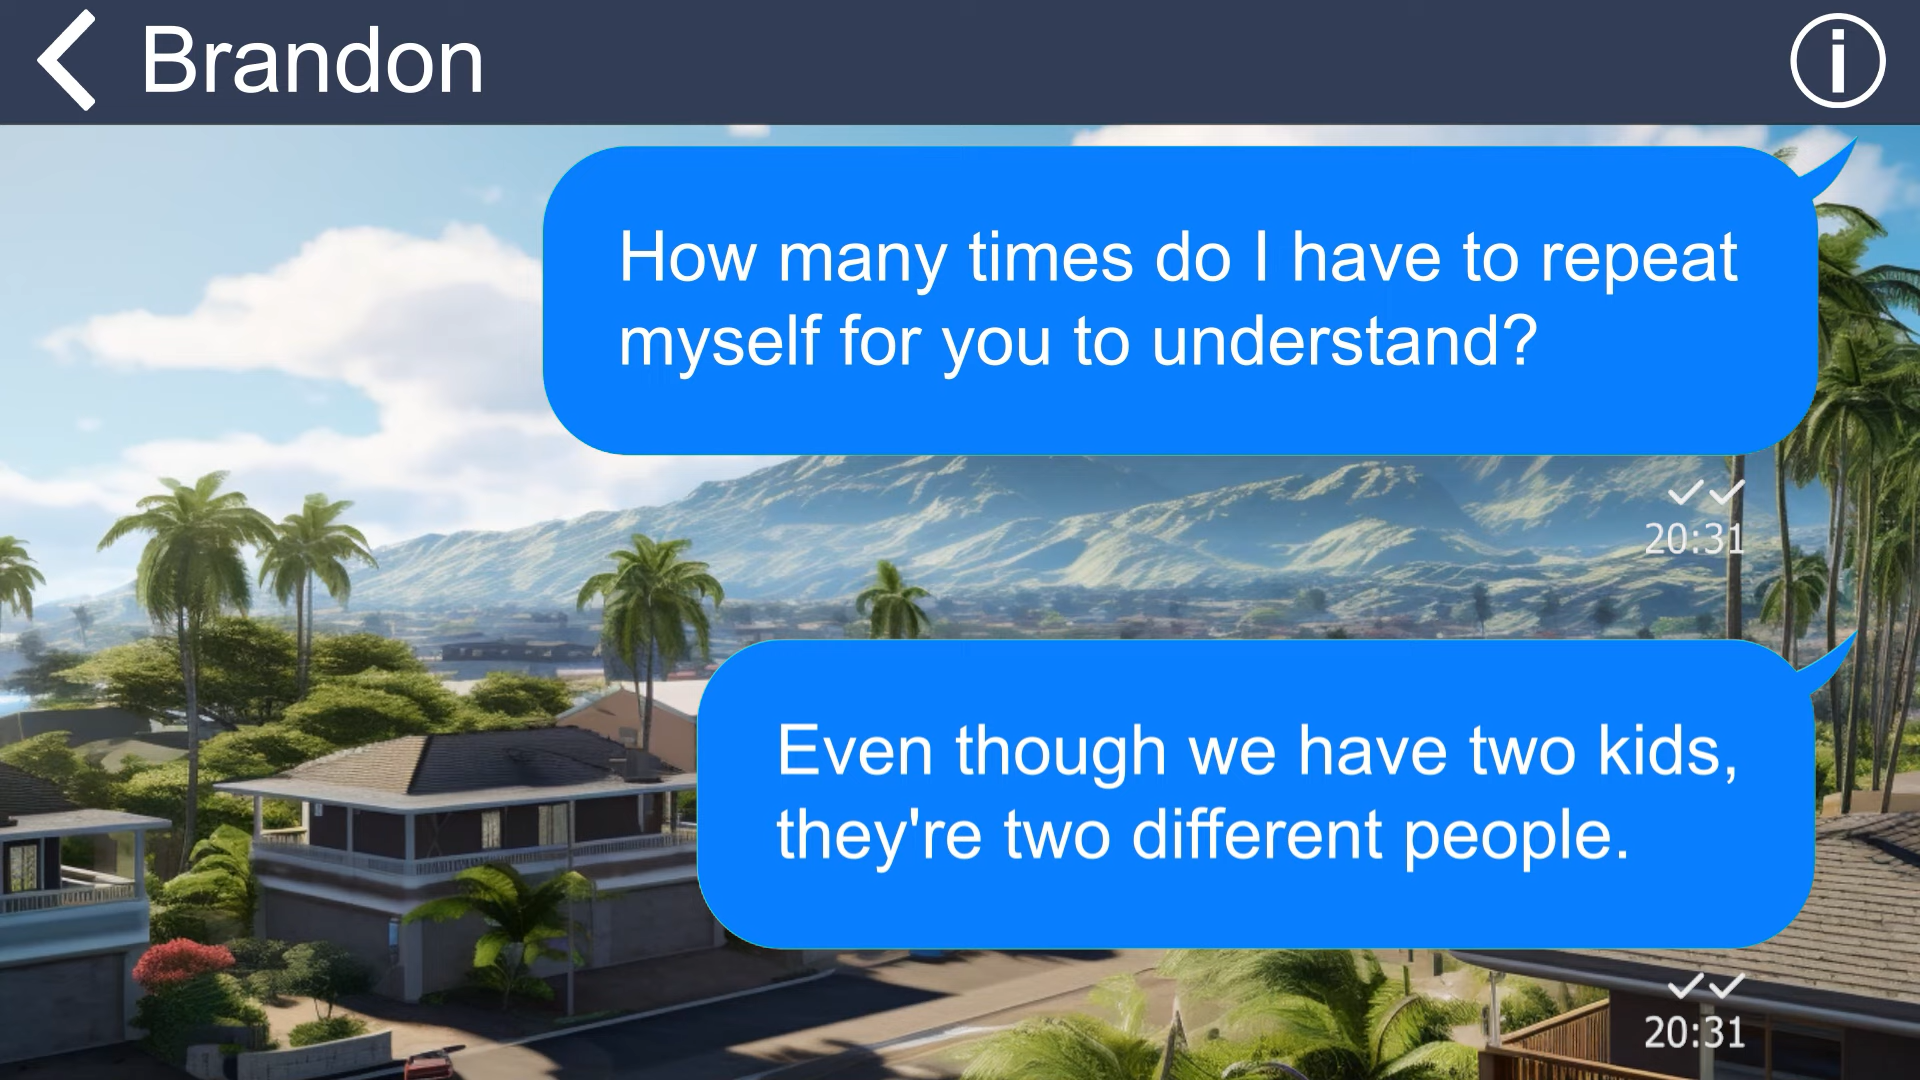 Brandon
How many times do I have to repeat
myself for you to understand?
20:31
Even though we have two kids,
they're two different people.
20:31